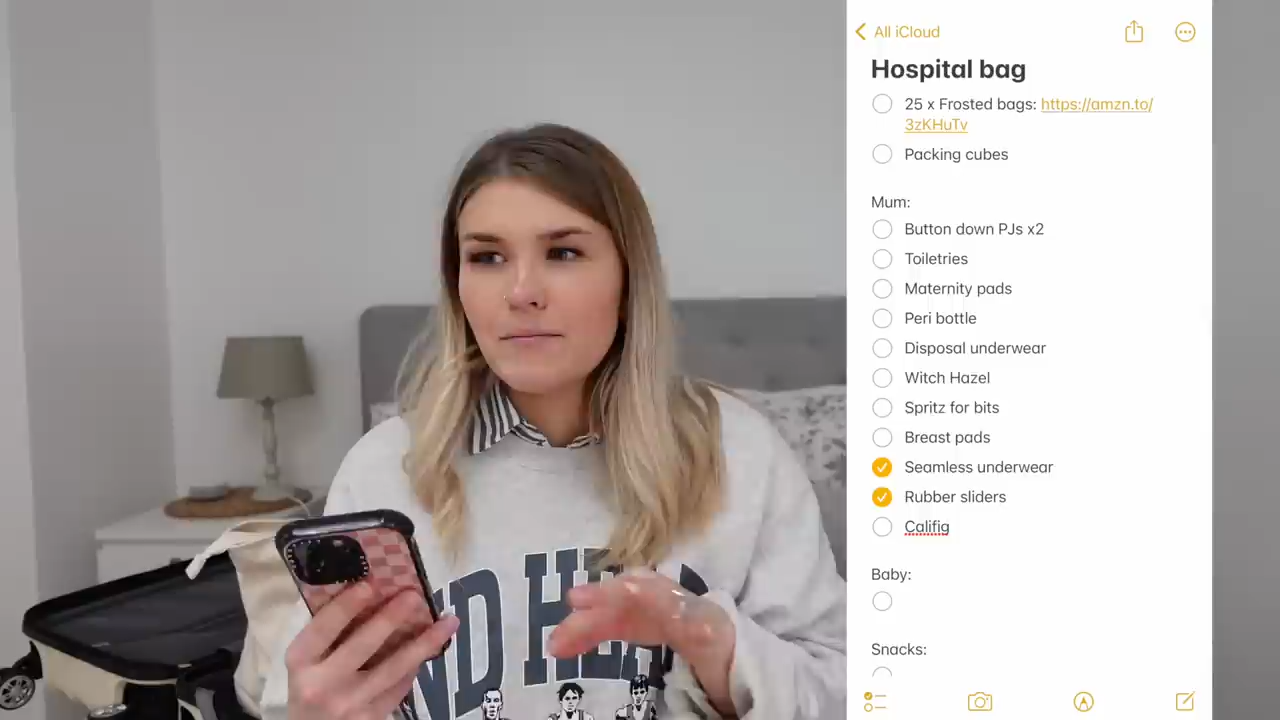 All iCloud
Hospital bag
25 x Frosted bags: https://amzn.to/
3zKHuTv
Packing cubes
Mum:
Button down PJs x2
Toiletries
Maternity pads
Peri bottle
Disposal underwear
Witch Hazel
Spritz for bits
Breast pads
Seamless underwear
Rubber sliders
Califig
Baby:
Snacks: